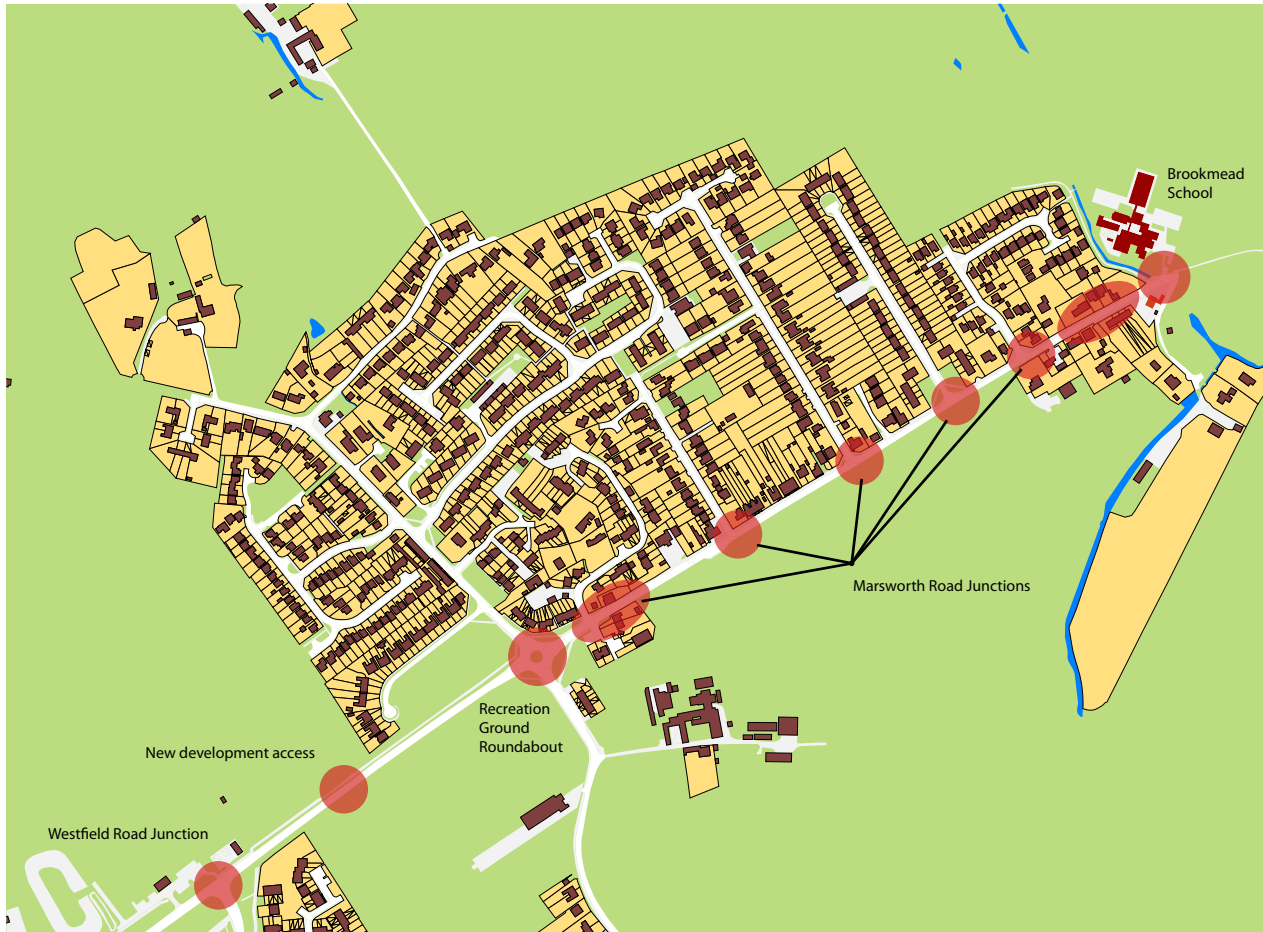 Brookmead
School
Marsworth Road Junctions
Recreation
Ground
Roundabout
New development access
Westfield Road Junction